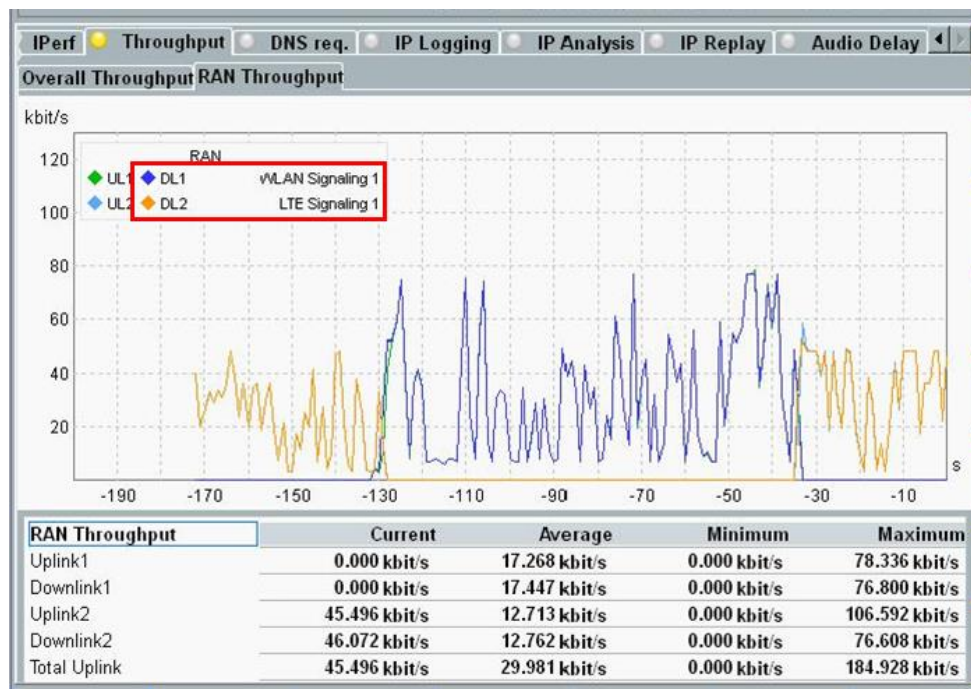 IPerf Throughput DNS req. IP Logging IP Analysis IP Replay Audio Delay
Overall Throughput RAN Throughput
kbit/s
RAN
UL1 DL1 WLAN Signaling 1
UL2 DL2 LTE Signaling 1
120
100
80
60
40
20
s
-190 -170 -150 -130 -110 -90 -70 -50 -30 -10
RAN Throughput Current Average Minimum Maximum
Uplink1 0.000 kbit/s 17.268 kbit/s 0.000 kbit/s 78.336 kbit/s
Downlink1 0.000 kbit/s 17.447 kbit/s 0.000 kbit/s 76.800 kbit/s
Uplink2 45.496 kbit/s 12.713 kbit/s 0.000 kbit/s 106.592 kbit/s
Downlink2 46.072 kbit/s 12.762 kbit/s 0.000 kbit/s 76.608 kbit/s
Total Uplink 45.496 kbit/s 29.981 kbit/s 0.000 kbit/s 184.928 kbit/s